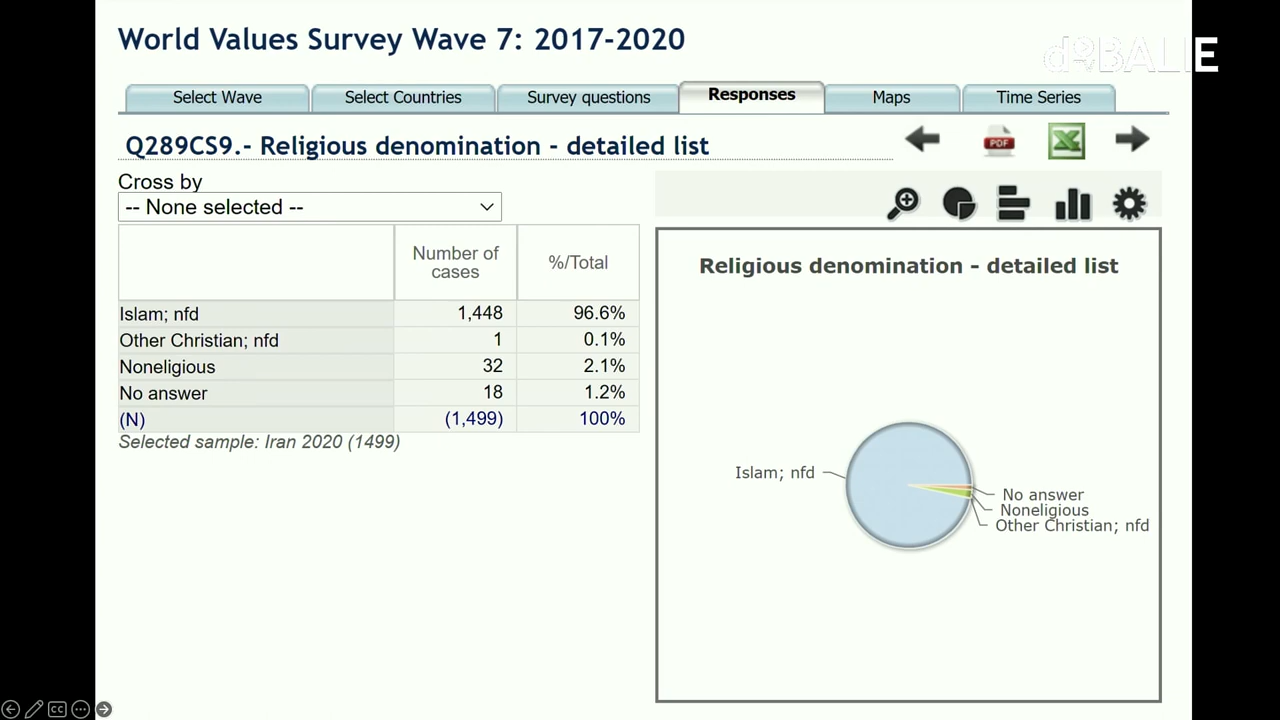 World Values Survey Wave 7: 2017-2020
deBALIE
Select Wave
Select Countries
Survey questions
Responses
Maps
Time Series
Q289CS9.- Religious denomination - detailed list
PDF
Cross by
-- None selected --
Number of cases
%/Total
Islam; nfd 1,448 96.6%
Other Christian; nfd 1 0.1%
Noneligious 32 2.1%
No answer 18 1.2%
(N) (1,499) 100%
Selected sample: Iran 2020 (1499)
Religious denomination - detailed list
Islam; nfd
No answer
Noneligious
Other Christian; nfd
CC